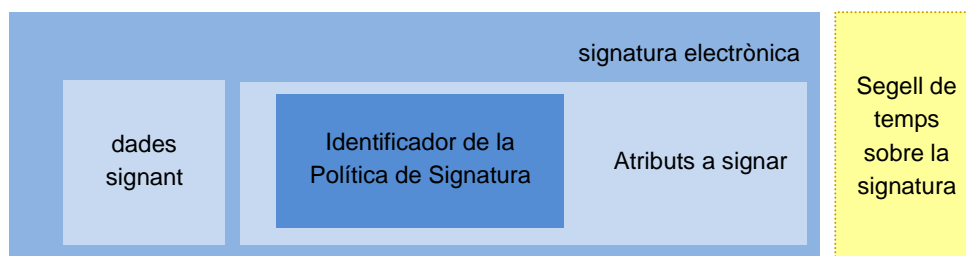 signatura electrònica
dades
signant
Identificador de la
Política de Signatura
Atributs a signar
Segell de
temps
sobre la
signatura